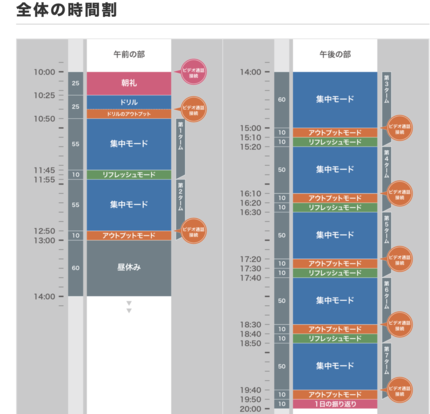 全体の時間割
午前の部
10:00
25
朝礼
ビデオ通話
接続
10:25
25
ドリル
ドリルのアウトプット
ビデオ通話
接続
10:50
第1ターム
55
集中モード
11:45
10
リフレッシュモード
11:55
第2ターム
55
集中モード
12:50
10
アウトプットモード
ビデオ通話
接続
13:00
60
昼休み
14:00
午後の部
14:00
第3ターム
60
集中モード
15:00
10
アウトプットモード
ビデオ通話
接続
15:10
10
リフレッシュモード
15:20
第4ターム
50
集中モード
16:10
10
アウトプットモード
ビデオ通話
接続
16:20
10
リフレッシュモード
16:30
第5ターム
50
集中モード
17:20
10
アウトプットモード
ビデオ通話
接続
17:30
10
リフレッシュモード
17:40
第6ターム
50
集中モード
18:30
10
アウトプットモード
ビデオ通話
接続
18:40
10
リフレッシュモード
18:50
第7ターム
50
集中モード
19:40
10
アウトプットモード
ビデオ通話
接続
19:50
10
1日の振り返り
20:00